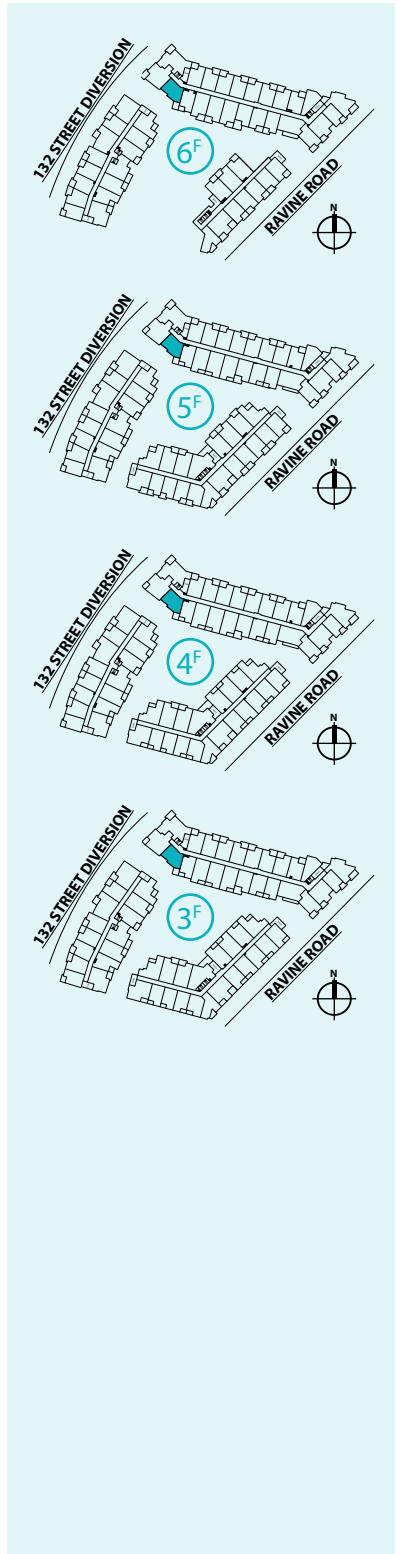 132 STREET DIVERSION
6F
RAVINE ROAD
N
132 STREET DIVERSION
5F
RAVINE ROAD
N
132 STREET DIVERSION
4F
RAVINE ROAD
N
132 STREET DIVERSION
3F
RAVINE ROAD
N